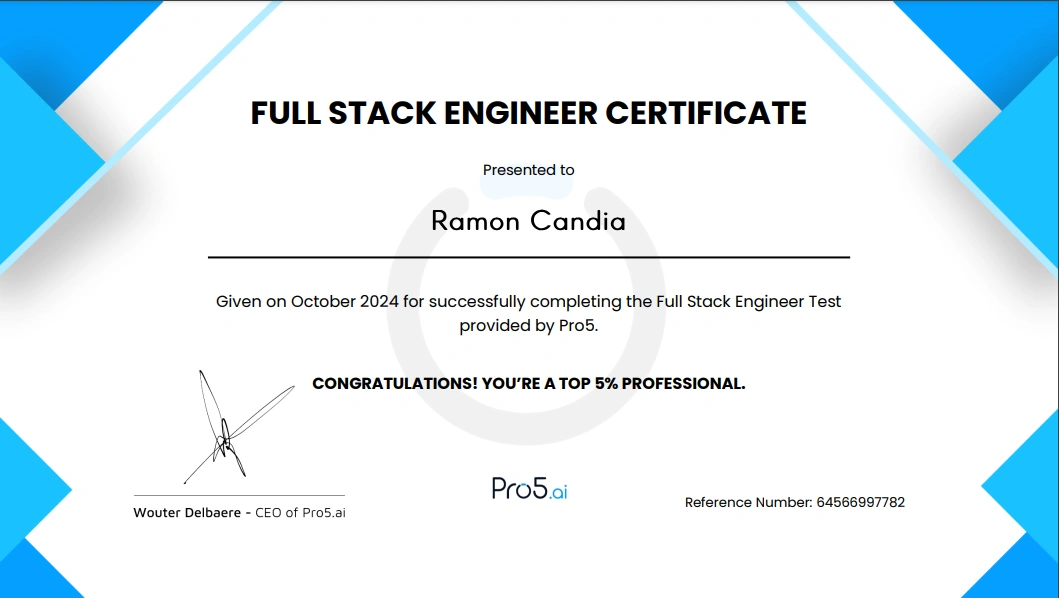 FULL STACK ENGINEER CERTIFICATE
Presented to
Ramon Candia
Given on October 2024 for successfully completing the Full Stack Engineer Test
provided by Pro5.
CONGRATULATIONS! YOU’RE A TOP 5% PROFESSIONAL.
Pro5.ai
Reference Number: 64566997782
Wouter Delbaere - CEO of Pro5.ai